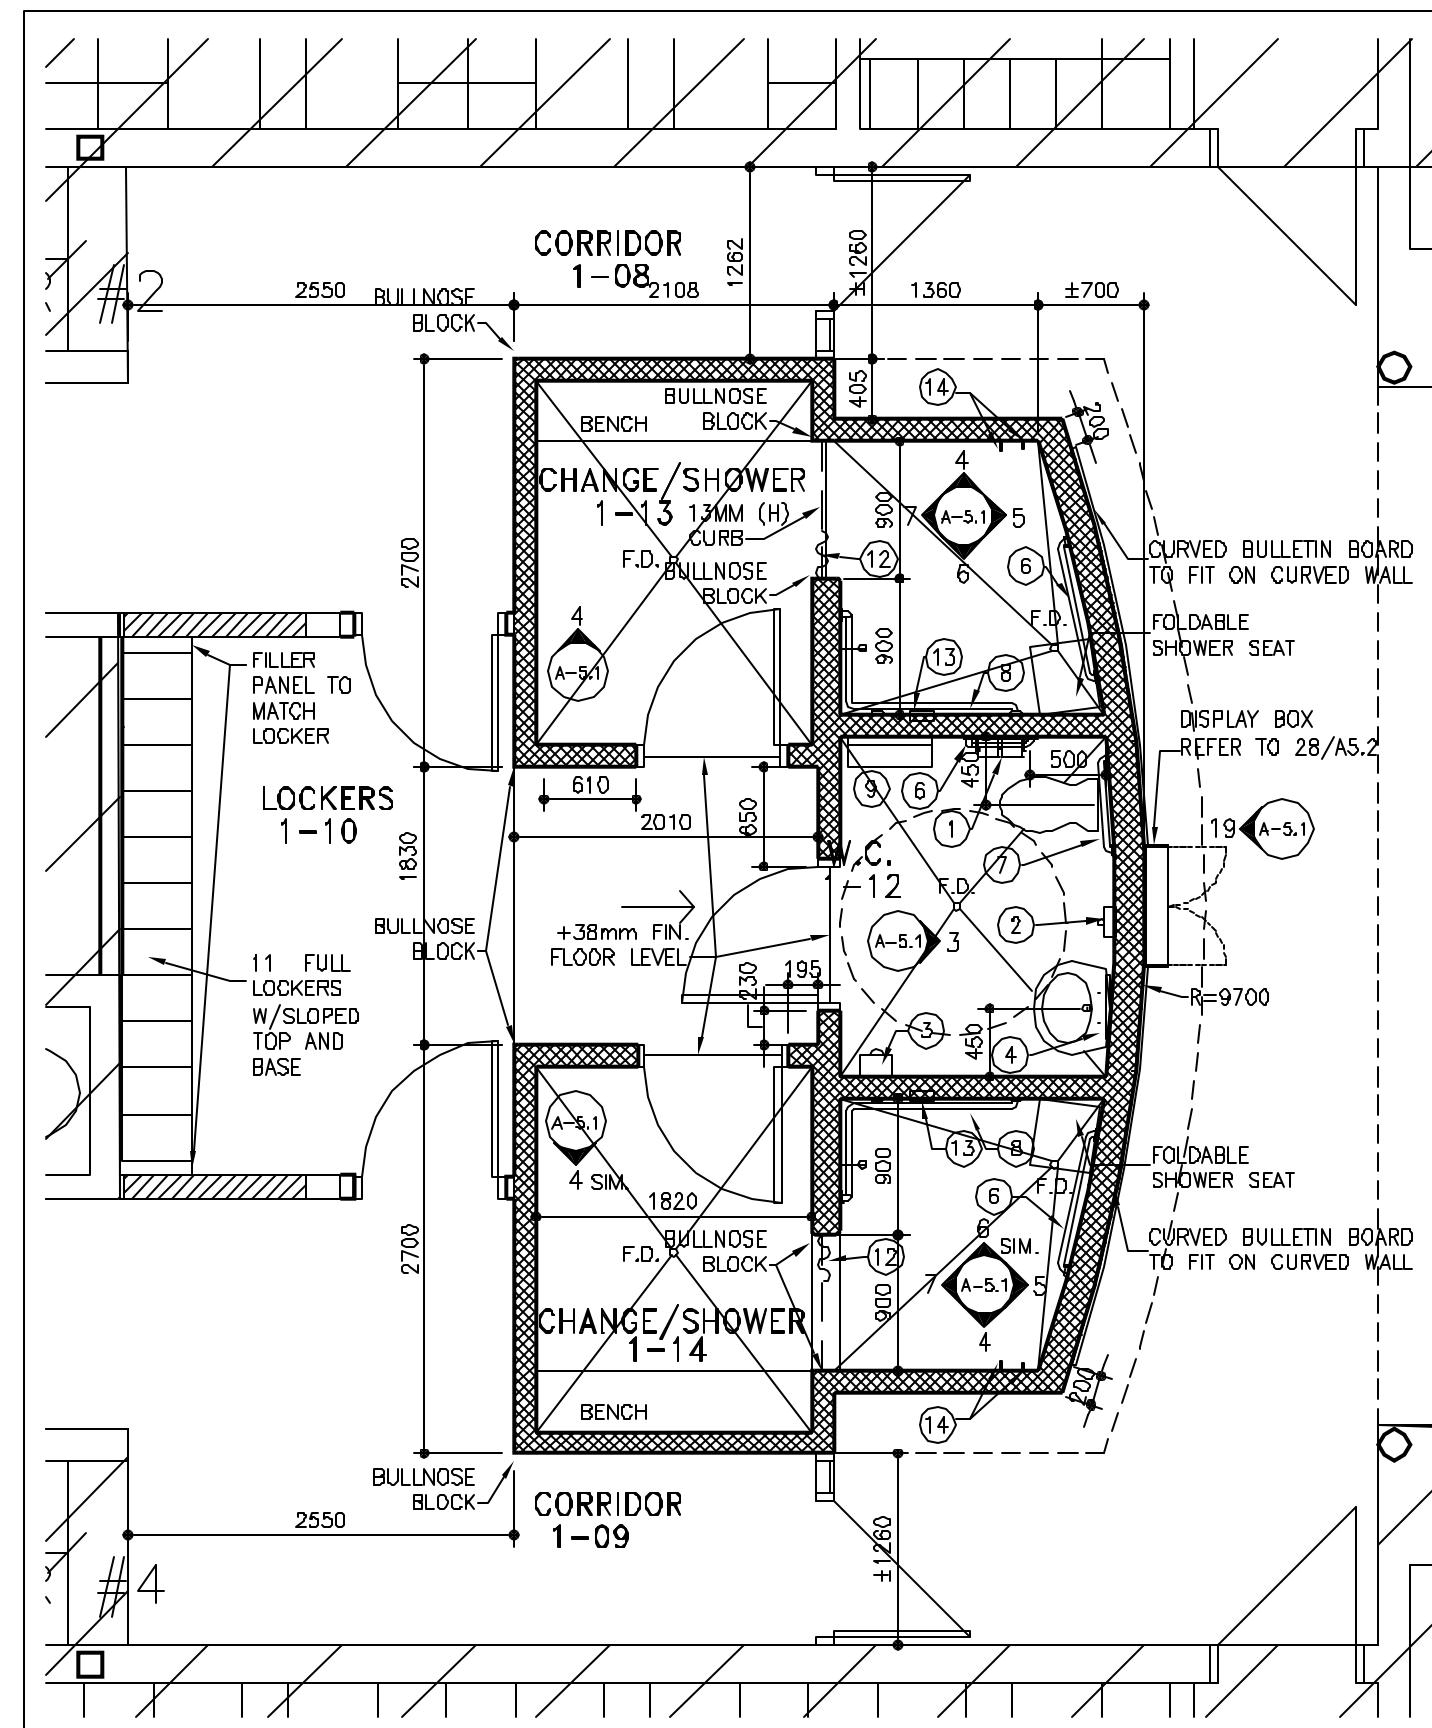 CORRIDOR
1-08
#2
2550
2108
1262
±1260
1360
±700
BULLNOSE
BLOCK
405
14
200
BULLNOSE
BLOCK
BENCH
CHANGE/SHOWER
1-13
13MM (H)
CURB
F.D.
BULLNOSE
BLOCK
12
900
4
7
A-5.1
5
6
6
CURVED BULLETIN BOARD
TO FIT ON CURVED WALL
2700
4
A-5.1
900
F.D.
FOLDABLE
SHOWER SEAT
13
8
FILLER
PANEL TO
MATCH
LOCKER
DISPLAY BOX
REFER TO 28/A5.2
LOCKERS
1-10
610
2010
650
9
6
450
500
1
7
19
A-5.1
1830
W.C.
1-12
F.D.
BULLNOSE
BLOCK
+38mm FIN.
FLOOR LEVEL
A-5.1
3
2
11 FULL
LOCKERS
W/SLOPED
TOP AND
BASE
230
195
R=9700
3
450
4
A-5.1
4 SIM.
13
8
900
F.D.
FOLDABLE
SHOWER SEAT
6
1820
2700
F.D.
BULLNOSE
BLOCK
12
6
SIM.
7
A-5.1
5
4
CURVED BULLETIN BOARD
TO FIT ON CURVED WALL
900
CHANGE/SHOWER
1-14
BENCH
14
200
BULLNOSE
BLOCK
CORRIDOR
1-09
2550
±1260
#4